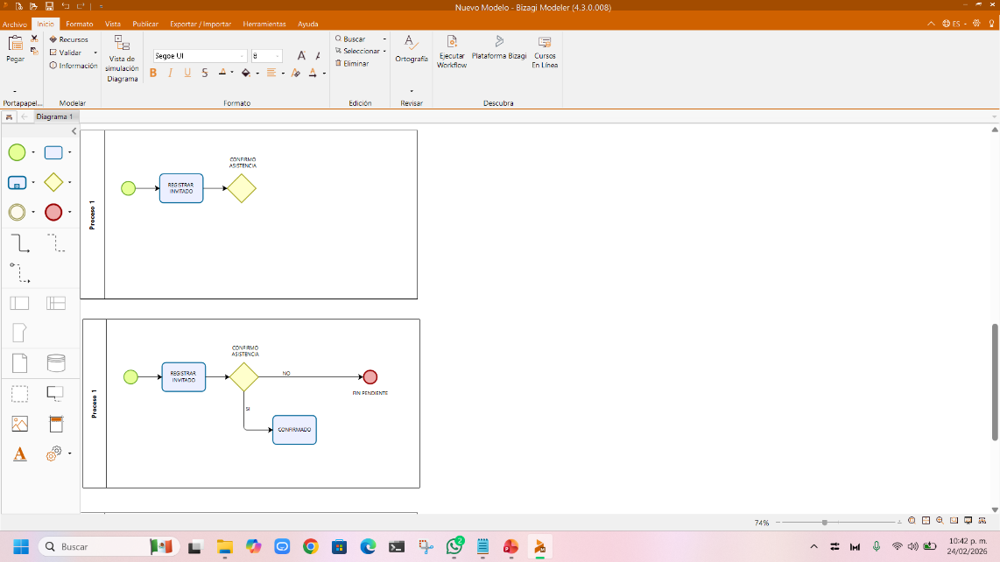 Nuevo Modelo - Bizagi Modeler (4.3.0.008)
Archivo Inicio Formato Vista Publicar Exportar / Importar Herramientas Ayuda ES
Pegar
Portapapel...
Recursos
Validar
Información
Modelar
Vista de
simulación
Diagrama
Segoe UI 8
B I U S
Formato
Buscar
Seleccionar
Eliminar
Edición
Ortografía
Revisar
Ejecutar
Workflow
Plataforma Bizagi
Cursos
En Línea
Descubra
Diagrama 1
Proceso 1
REGISTRAR
INVITADO
CONFIRMO
ASISTENCIA
Proceso 1
REGISTRAR
INVITADO
CONFIRMO
ASISTENCIA
NO
FIN PENDIENTE
SI
CONFIRMADO
74%
Buscar
2
10:42 p. m.
24/02/2026